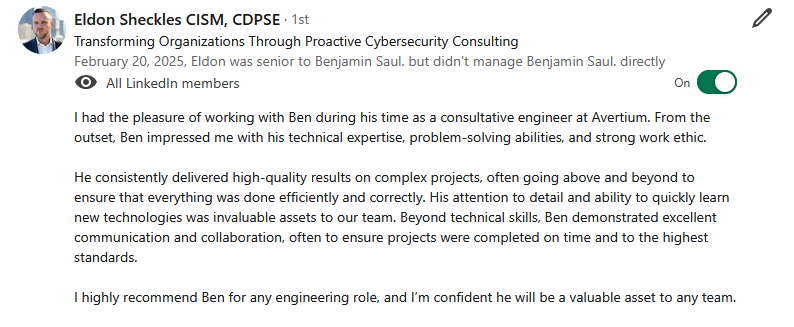 Eldon Sheckles CISM, CDPSE · 1st
Transforming Organizations Through Proactive Cybersecurity Consulting
February 20, 2025, Eldon was senior to Benjamin Saul. but didn't manage Benjamin Saul. directly
All LinkedIn members
On
I had the pleasure of working with Ben during his time as a consultative engineer at Avertium. From the
outset, Ben impressed me with his technical expertise, problem-solving abilities, and strong work ethic.
He consistently delivered high-quality results on complex projects, often going above and beyond to
ensure that everything was done efficiently and correctly. His attention to detail and ability to quickly learn
new technologies was invaluable assets to our team. Beyond technical skills, Ben demonstrated excellent
communication and collaboration, often to ensure projects were completed on time and to the highest
standards.
I highly recommend Ben for any engineering role, and I'm confident he will be a valuable asset to any team.